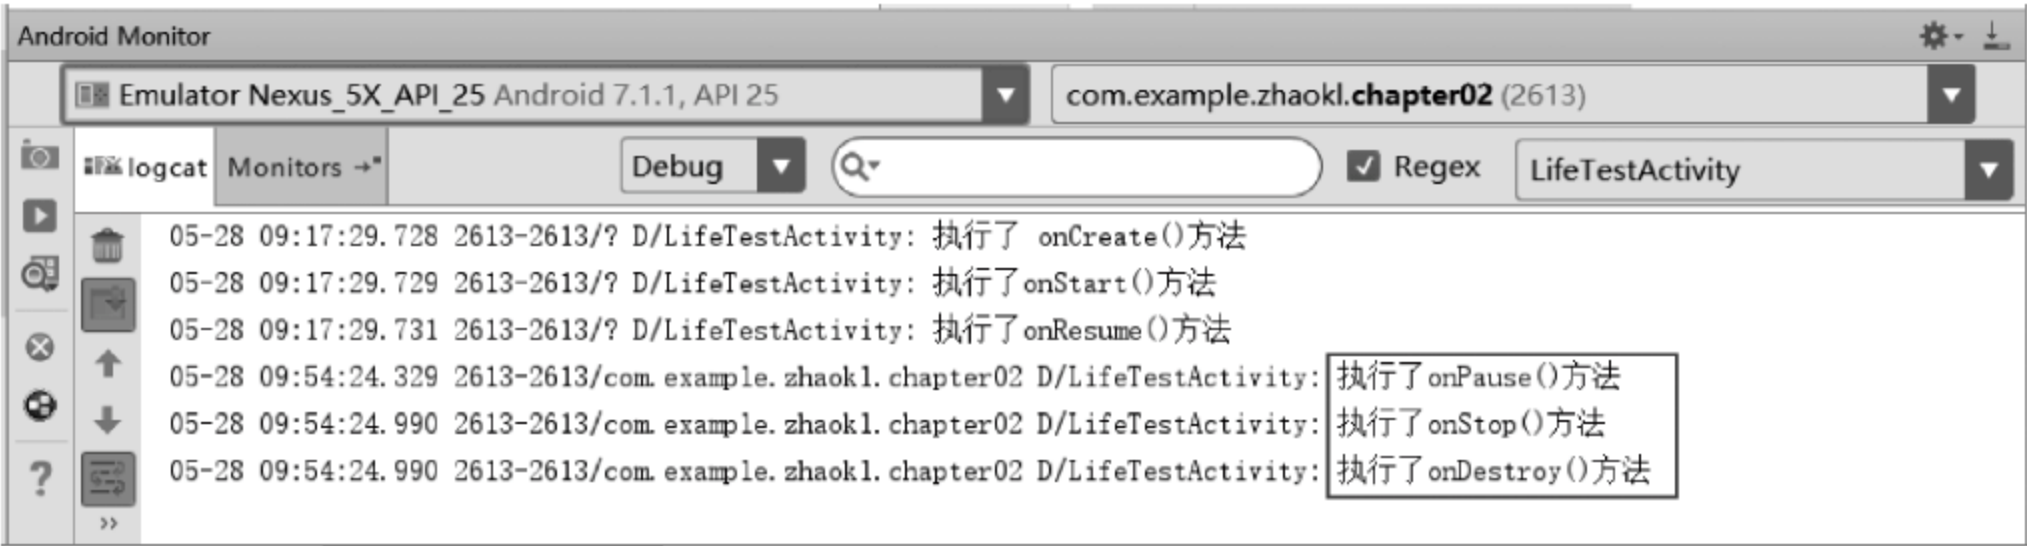 Android Monitor
Emulator Nexus_5X_API_25 Android 7.1.1, API 25
com.example.zhaokl.chapter02 (2613)
logcat
Monitors
Debug
Regex
LifeTestActivity
05-28 09:17:29.728 2613-2613/? D/LifeTestActivity: 执行了 onCreate()方法
05-28 09:17:29.729 2613-2613/? D/LifeTestActivity: 执行了onStart()方法
05-28 09:17:29.731 2613-2613/? D/LifeTestActivity: 执行了onResume()方法
05-28 09:54:24.329 2613-2613/com.example.zhaokl.chapter02 D/LifeTestActivity: 执行了onPause()方法
05-28 09:54:24.990 2613-2613/com.example.zhaokl.chapter02 D/LifeTestActivity: 执行了onStop()方法
05-28 09:54:24.990 2613-2613/com.example.zhaokl.chapter02 D/LifeTestActivity: 执行了onDestroy()方法